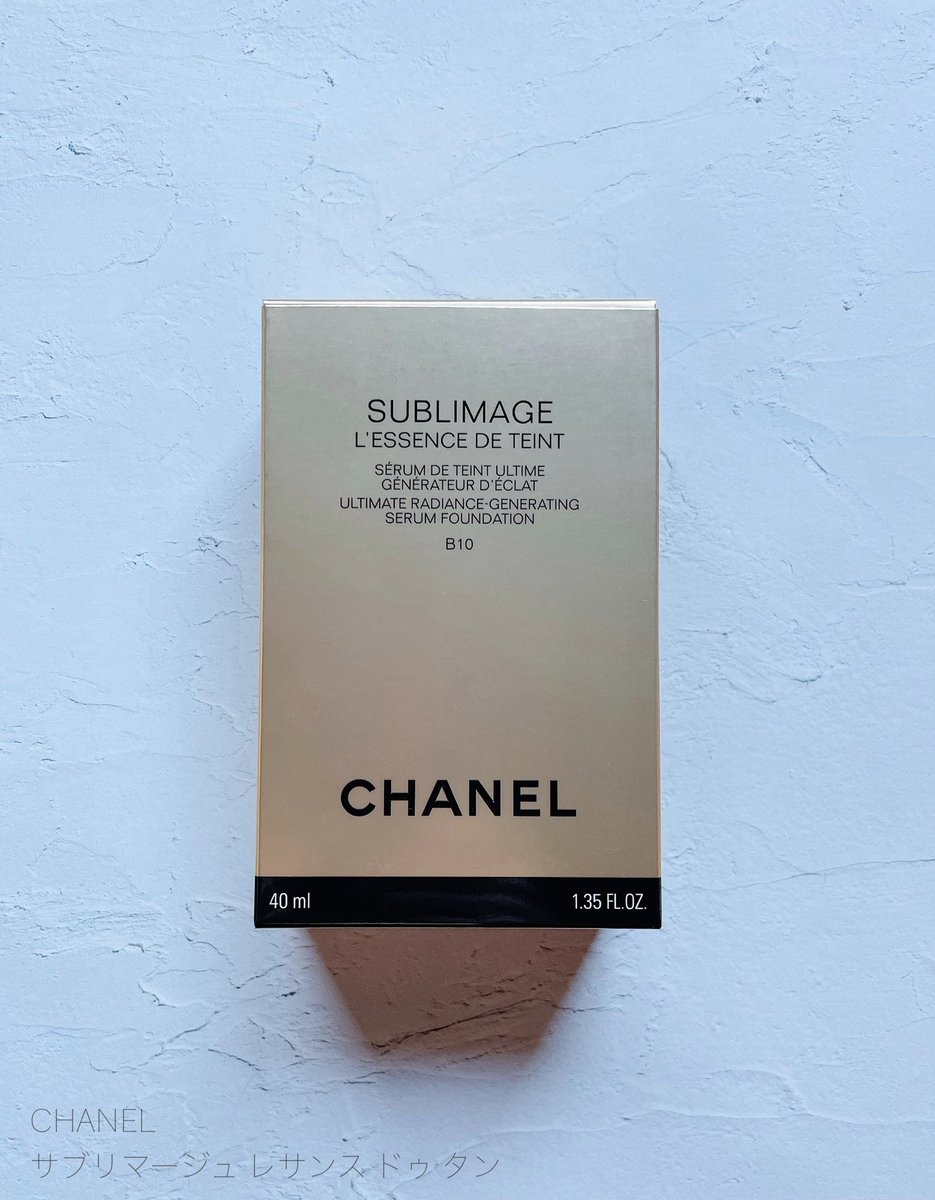 SUBLIMAGE
L'ESSENCE DE TEINT
SÉRUM DE TEINT ULTIME
GÉNÉRATEUR D'ÉCLAT
ULTIMATE RADIANCE-GENERATING
SERUM FOUNDATION
B10
CHANEL
40 ml 1.35 FL.OZ.
CHANEL
サブリマージュ レサンス ドゥ タン